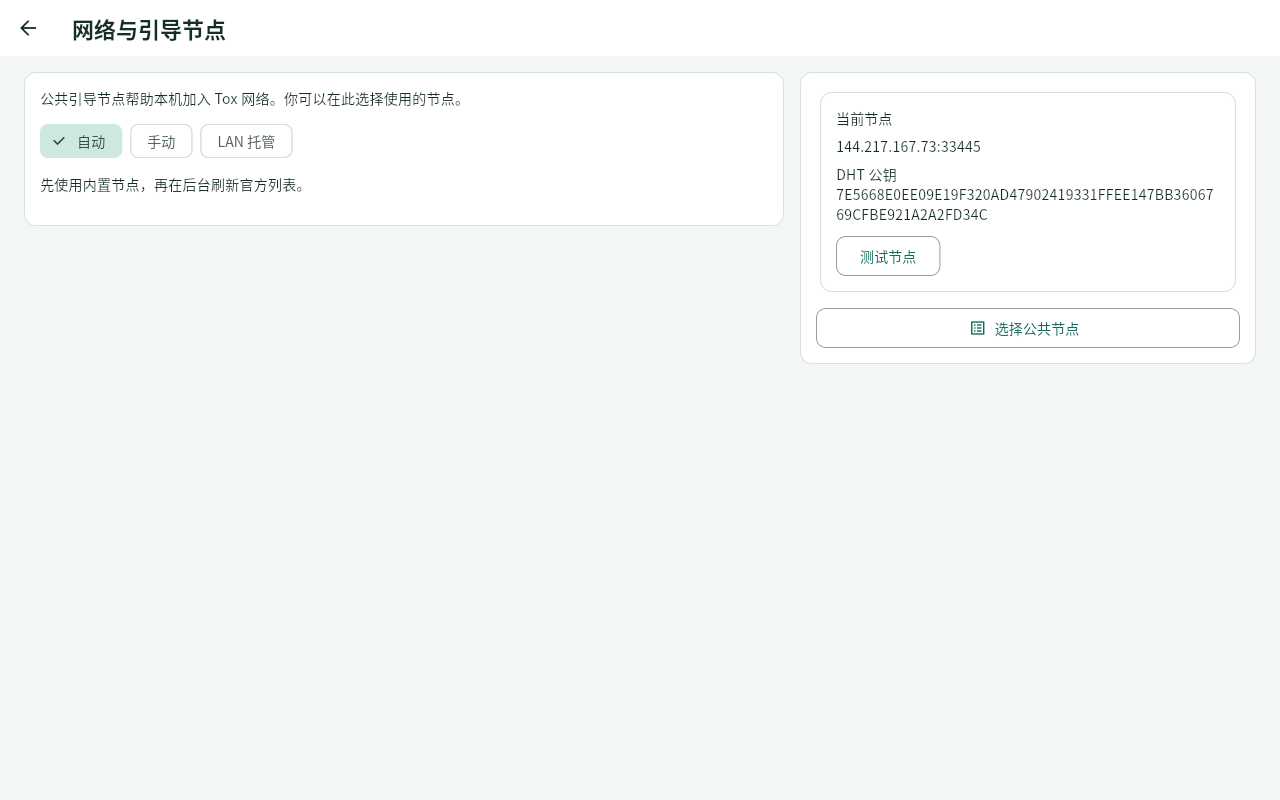 网络与引导节点
公共引导节点帮助本机加入 Tox 网络。你可以在此选择使用的节点。
自动
手动
LAN 托管
先使用内置节点，再在后台刷新官方列表。
当前节点
144.217.167.73:33445
DHT 公钥
7E5668E0EE09E19F320AD47902419331FFEE147BB36067
69CFBE921A2A2FD34C
测试节点
选择公共节点